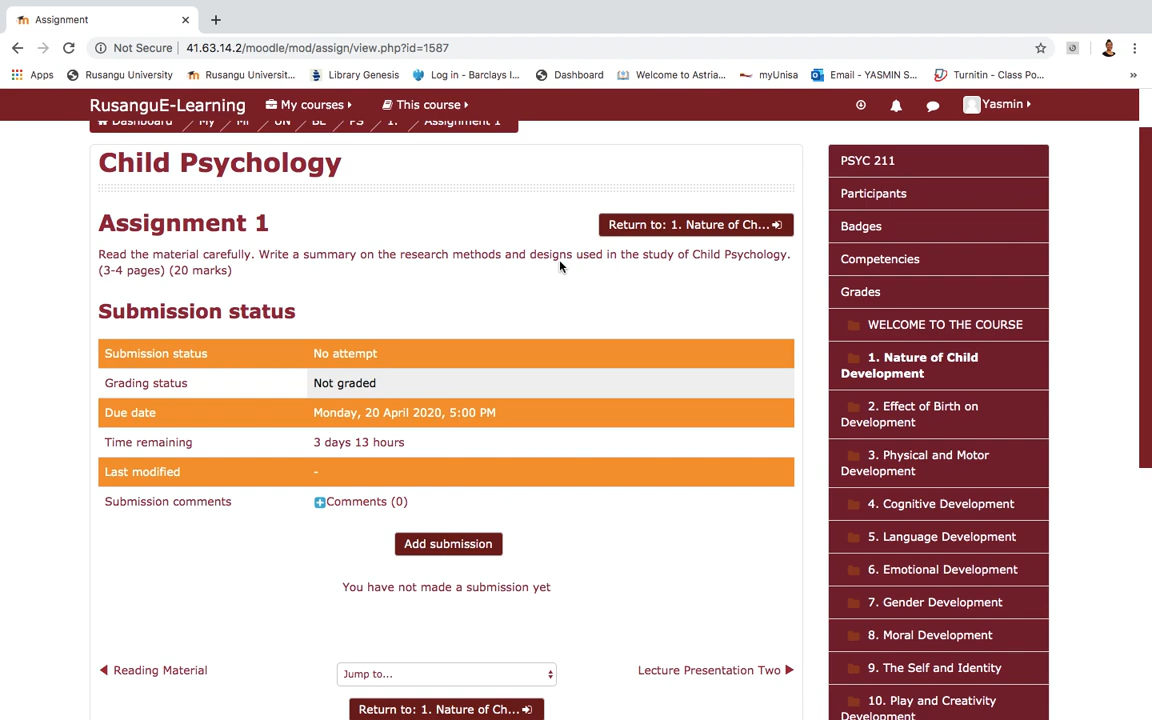 Assignment
Not Secure
41.63.14.2/moodle/mod/assign/view.php?id=1587
Apps
Rusangu University
Rusangu Universit...
Library Genesis
Log in - Barclays I...
Dashboard
Welcome to Astria...
myUnisa
Email - YASMIN S...
Turnitin - Class Po...
»
RusanguE-Learning
My courses
This course
Yasmin
Dashboard
My
UN
1.
Assignment 1
Child Psychology
Assignment 1
Return to: 1. Nature of Ch...
Read the material carefully. Write a summary on the research methods and designs used in the study of Child Psychology.
(3-4 pages) (20 marks)
Submission status
Submission status No attempt
Grading status Not graded
Due date Monday, 20 April 2020, 5:00 PM
Time remaining 3 days 13 hours
Last modified -
Submission comments Comments (0)
Add submission
You have not made a submission yet
Reading Material
Jump to...
Lecture Presentation Two
Return to: 1. Nature of Ch...
PSYC 211
Participants
Badges
Competencies
Grades
WELCOME TO THE COURSE
1. Nature of Child
Development
2. Effect of Birth on
Development
3. Physical and Motor
Development
4. Cognitive Development
5. Language Development
6. Emotional Development
7. Gender Development
8. Moral Development
9. The Self and Identity
10. Play and Creativity
Development